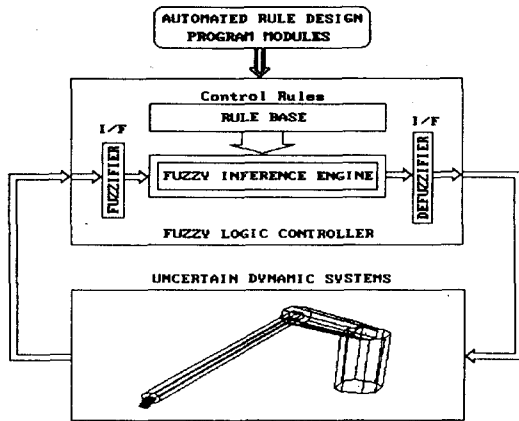 AUTOMATED RULE DESIGN
PROGRAM MODULES
Control Rules
RULE BASE
I/F
I/F
FUZZIFIER
FUZZY INFERENCE ENGINE
DEFUZZIFIER
FUZZY LOGIC CONTROLLER
UNCERTAIN DYNAMIC SYSTEMS